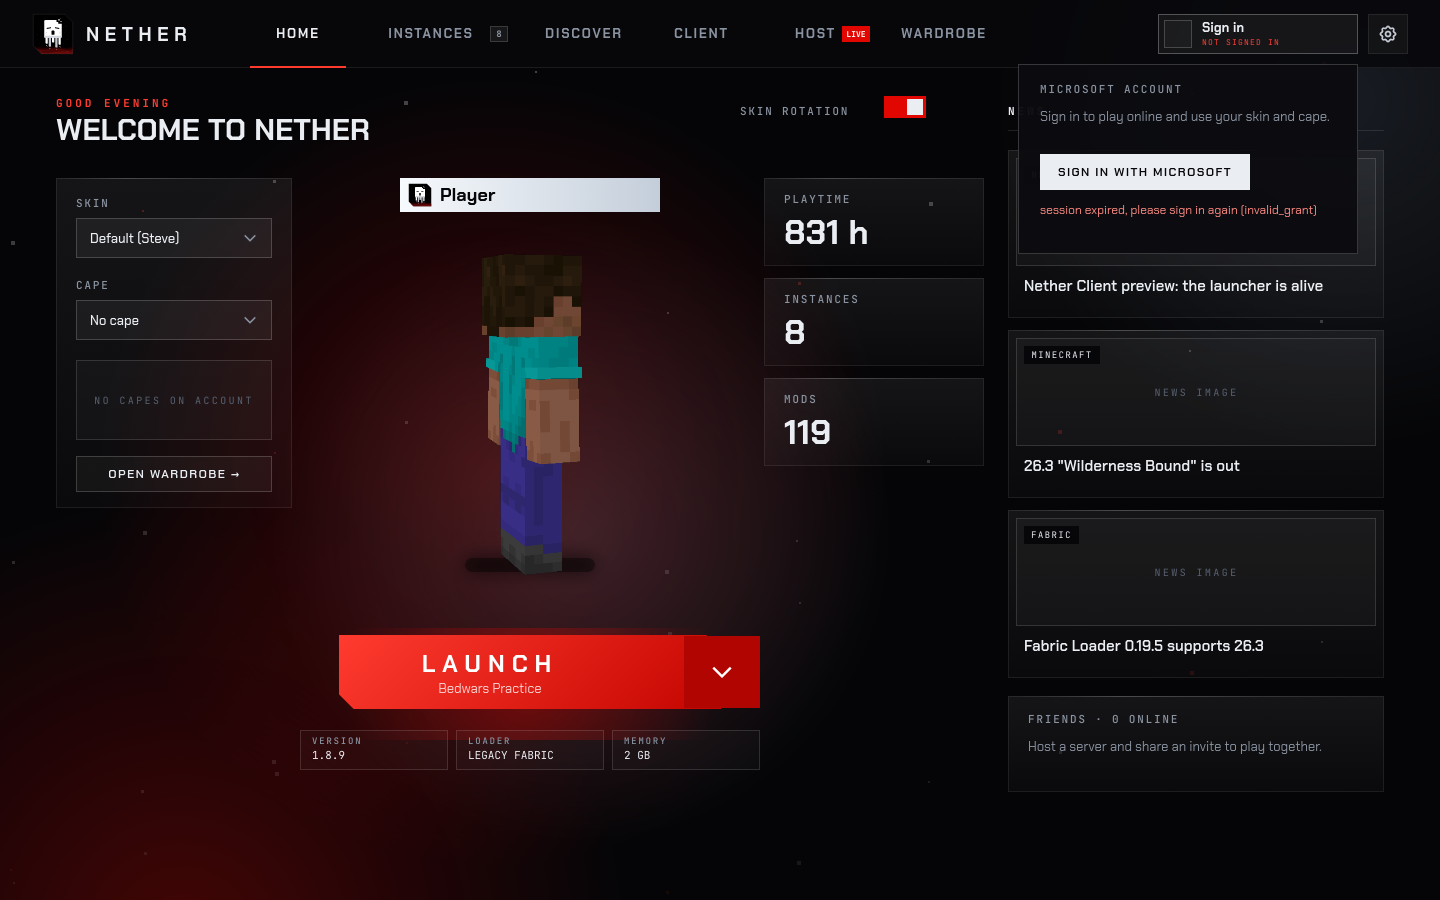 NETHER
HOME
INSTANCES 8
DISCOVER
CLIENT
HOST LIVE
WARDROBE
Sign in
NOT SIGNED IN
MICROSOFT ACCOUNT
Sign in to play online and use your skin and cape.
SIGN IN WITH MICROSOFT
session expired, please sign in again (invalid_grant)
GOOD EVENING
WELCOME TO NETHER
SKIN ROTATION
SKIN
Default (Steve)
CAPE
No cape
NO CAPES ON ACCOUNT
OPEN WARDROBE →
Player
PLAYTIME
831 h
INSTANCES
8
MODS
119
LAUNCH
Bedwars Practice
VERSION
1.8.9
LOADER
LEGACY FABRIC
MEMORY
2 GB
Nether Client preview: the launcher is alive
MINECRAFT
NEWS IMAGE
26.3 "Wilderness Bound" is out
FABRIC
NEWS IMAGE
Fabric Loader 0.19.5 supports 26.3
FRIENDS · 0 ONLINE
Host a server and share an invite to play together.